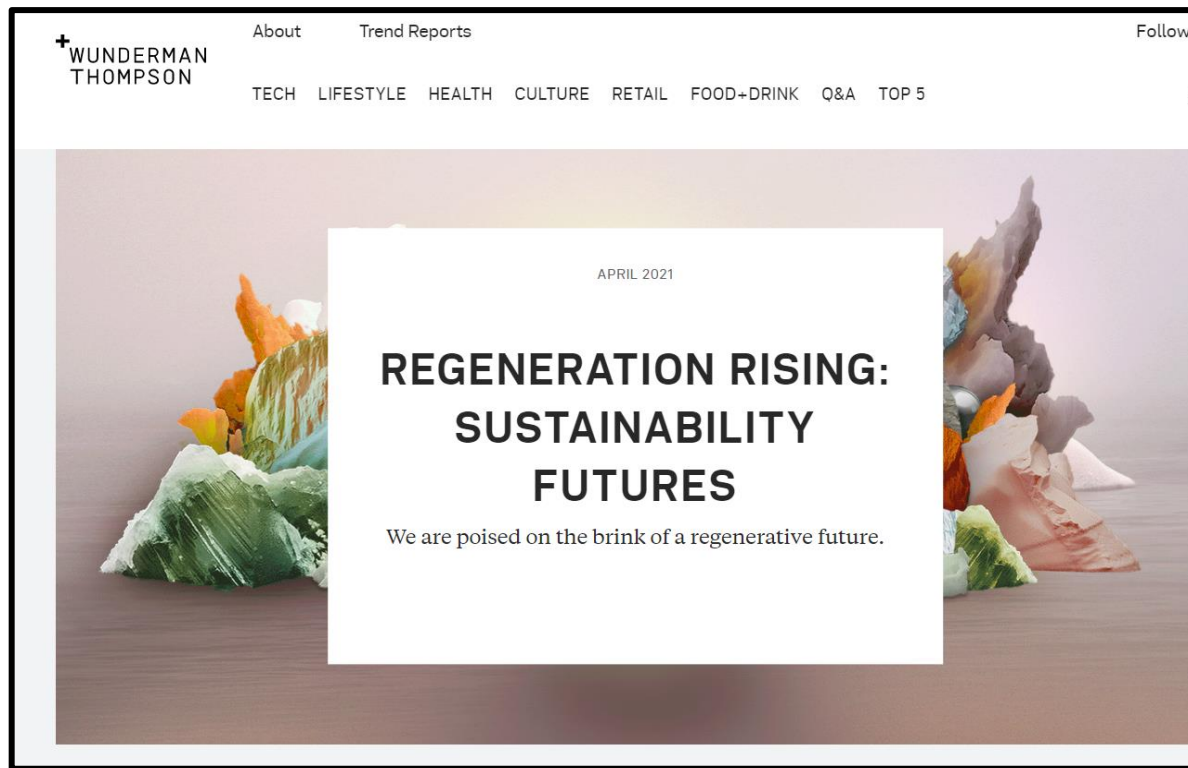 About Trend Reports Follow
+WUNDERMAN
THOMPSON
TECH LIFESTYLE HEALTH CULTURE RETAIL FOOD+DRINK Q&A TOP 5
APRIL 2021
REGENERATION RISING:
SUSTAINABILITY
FUTURES
We are poised on the brink of a regenerative future.